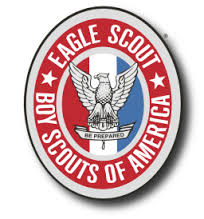 EAGLE SCOUT
BE PREPARED
BOY SCOUTS OF AMERICA